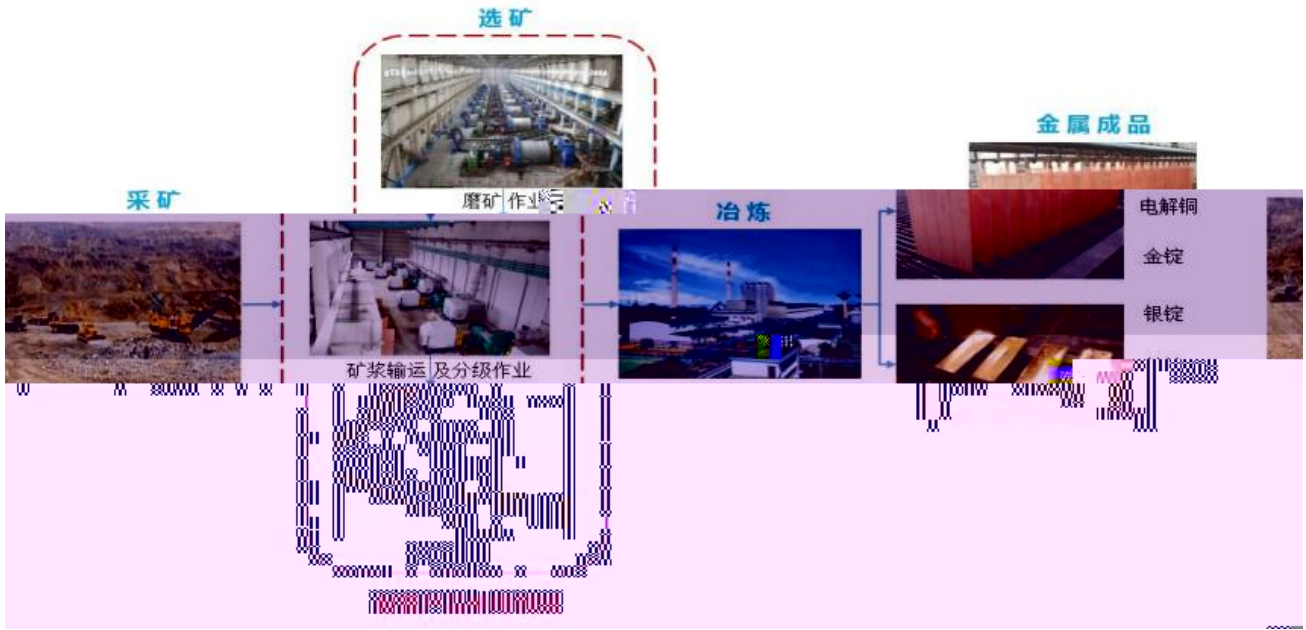 选矿
金属成品
采矿
磨矿作业
冶炼
电解铜
金锭
银锭
矿浆输运及分级作业